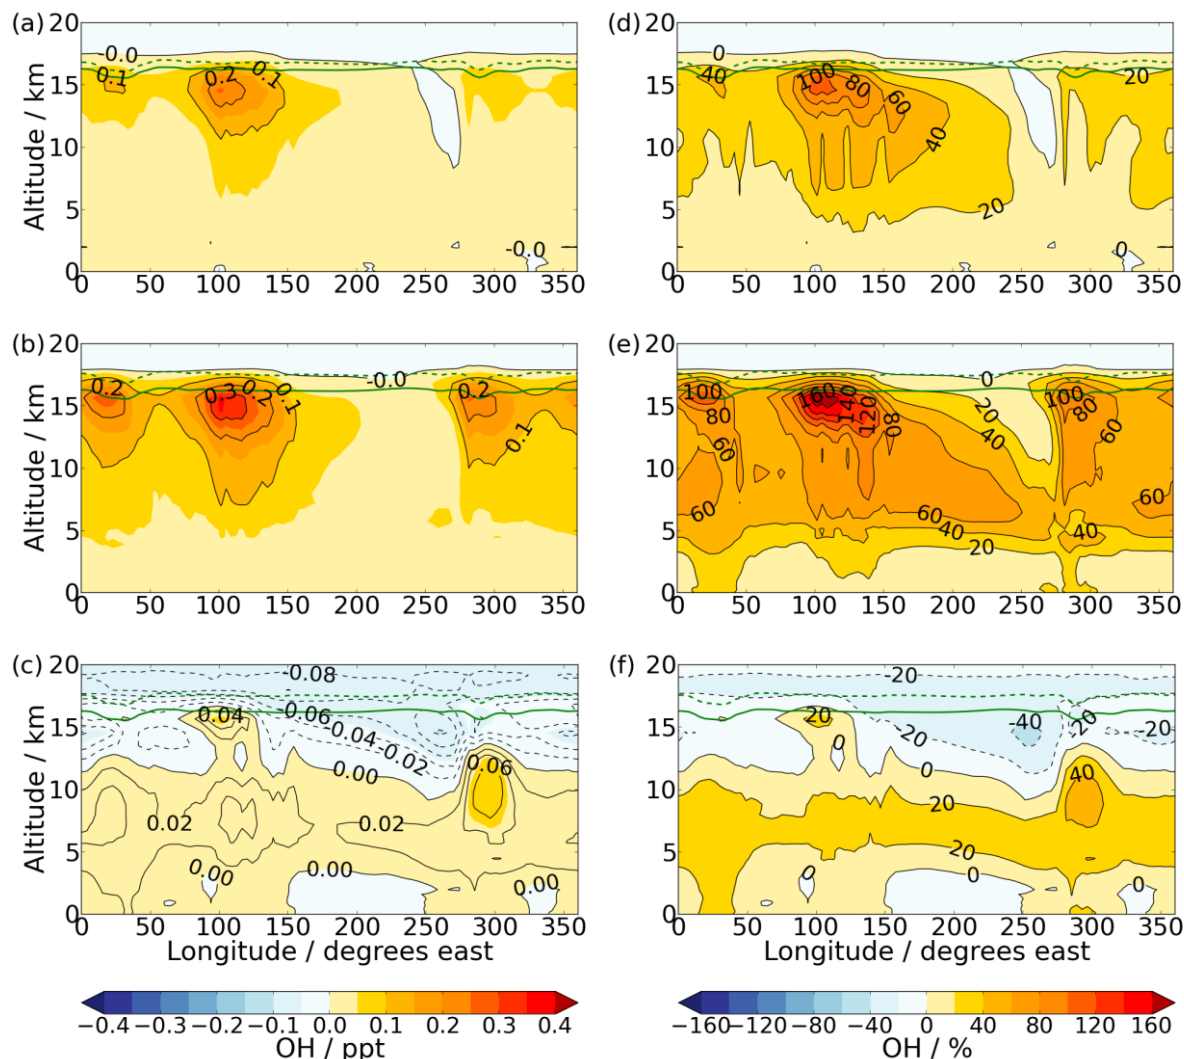 (a) 20 -0.0 0.1 0.2 0.1 15 10 5 -0.0 0
0 50 100 150 200 250 300 350
Altitude / km
(d) 20 0 40 100 80 60 40 20 20 15 10 5 0 0
0 50 100 150 200 250 300 350
(b) 20 0.2 0.3 0.2 0.1 -0.0 0.2 0.1 15 10 5 0
0 50 100 150 200 250 300 350
Altitude / km
(e) 20 0 100 80 60 60 160 140 120 80 20 40 100 80 60 60 60 40 20 40 15 10 5 0
0 50 100 150 200 250 300 350
(c) 20 -0.08 0.04 -0.06 -0.04 -0.02 0.00 0.06 0.02 0.02 0.00 0.00 0.00 15 10 5 0
0 50 100 150 200 250 300 350
Altitude / km
Longitude / degrees east
(f) 20 -20 20 0 -20 -40 -20 -20 0 40 20 20 0 0 0 15 10 5 0
0 50 100 150 200 250 300 350
Longitude / degrees east
−0.4 −0.3 −0.2 −0.1 0.0 0.1 0.2 0.3 0.4
OH / ppt
−160 −120 −80 −40 0 40 80 120 160
OH / %